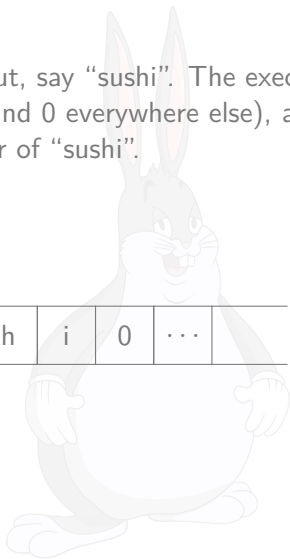 ut, say “sushi”. The exec
nd 0 everywhere else), a
r of “sushi”.
h i 0 ⋯